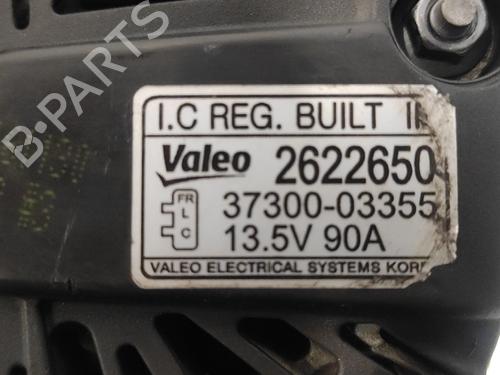 I.C REG. BUILT I
Valeo 2622650
FR
L
C
37300-03355
13.5V 90A
VALEO ELECTRICAL SYSTEMS KOR
B-PARTS